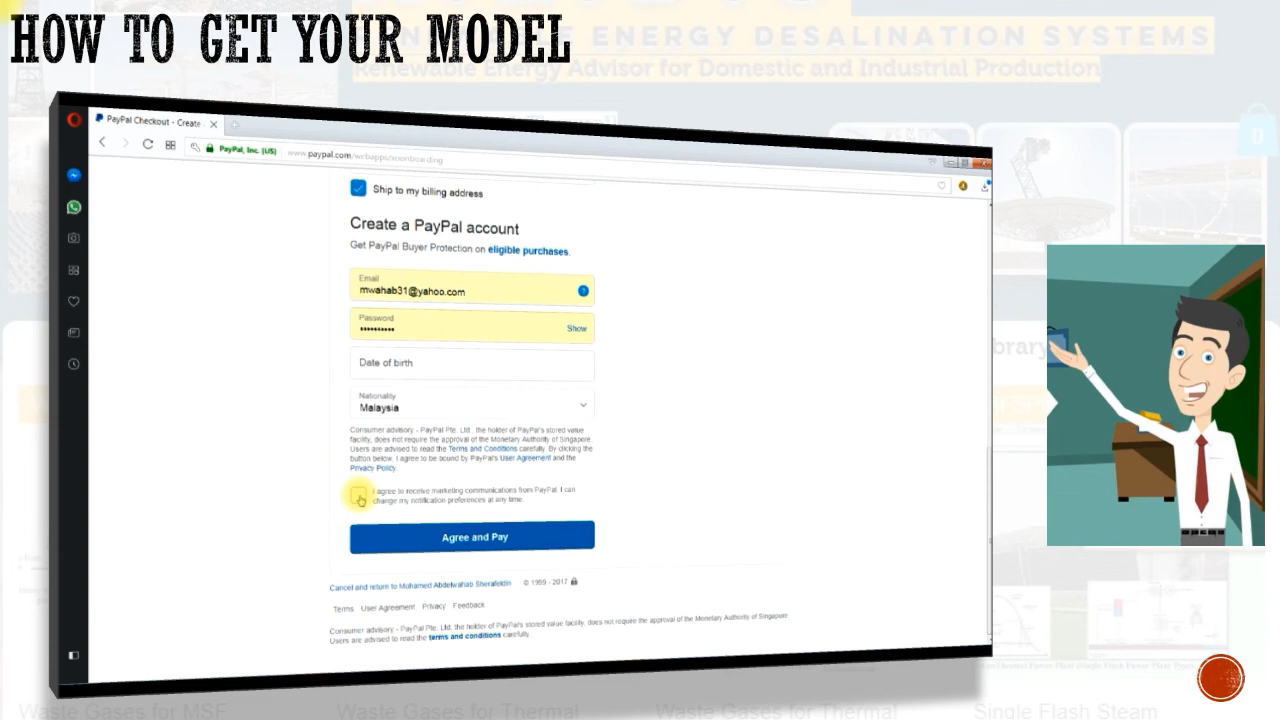 HOW TO GET YOUR MODEL
E ENERGY DESALINATION SYSTEMS
Renewable Energy Advisor for Domestic and Industrial Production
PayPal Checkout - Create
PayPal, Inc. [US]
www.paypal.com/webapps/xoonboarding
Ship to my billing address
Create a PayPal account
Get PayPal Buyer Protection on eligible purchases.
Email
mwahab31@yahoo.com
Password
••••••••••
Show
Date of birth
Nationality
Malaysia
Consumer advisory - PayPal Pte. Ltd., the holder of PayPal's stored value
facility, does not require the approval of the Monetary Authority of Singapore.
Users are advised to read the Terms and Conditions carefully. By clicking the
button below, I agree to be bound by PayPal's User Agreement and the
Privacy Policy.
I agree to receive marketing communications from PayPal. I can
change my notification preferences at any time.
Agree and Pay
Cancel and return to Mohamed Abdelwahab Sharafeldin © 1999 - 2017
Terms User Agreement Privacy Feedback
Consumer advisory - PayPal Pte. Ltd, the holder of PayPal's stored value facility, does not require the approval of the Monetary Authority of Singapore
Users are advised to read the terms and conditions carefully.
0
brary
Waste Gases for MSF
Waste Gases for Thermal
Waste Gases for Thermal
Single Flash Steam